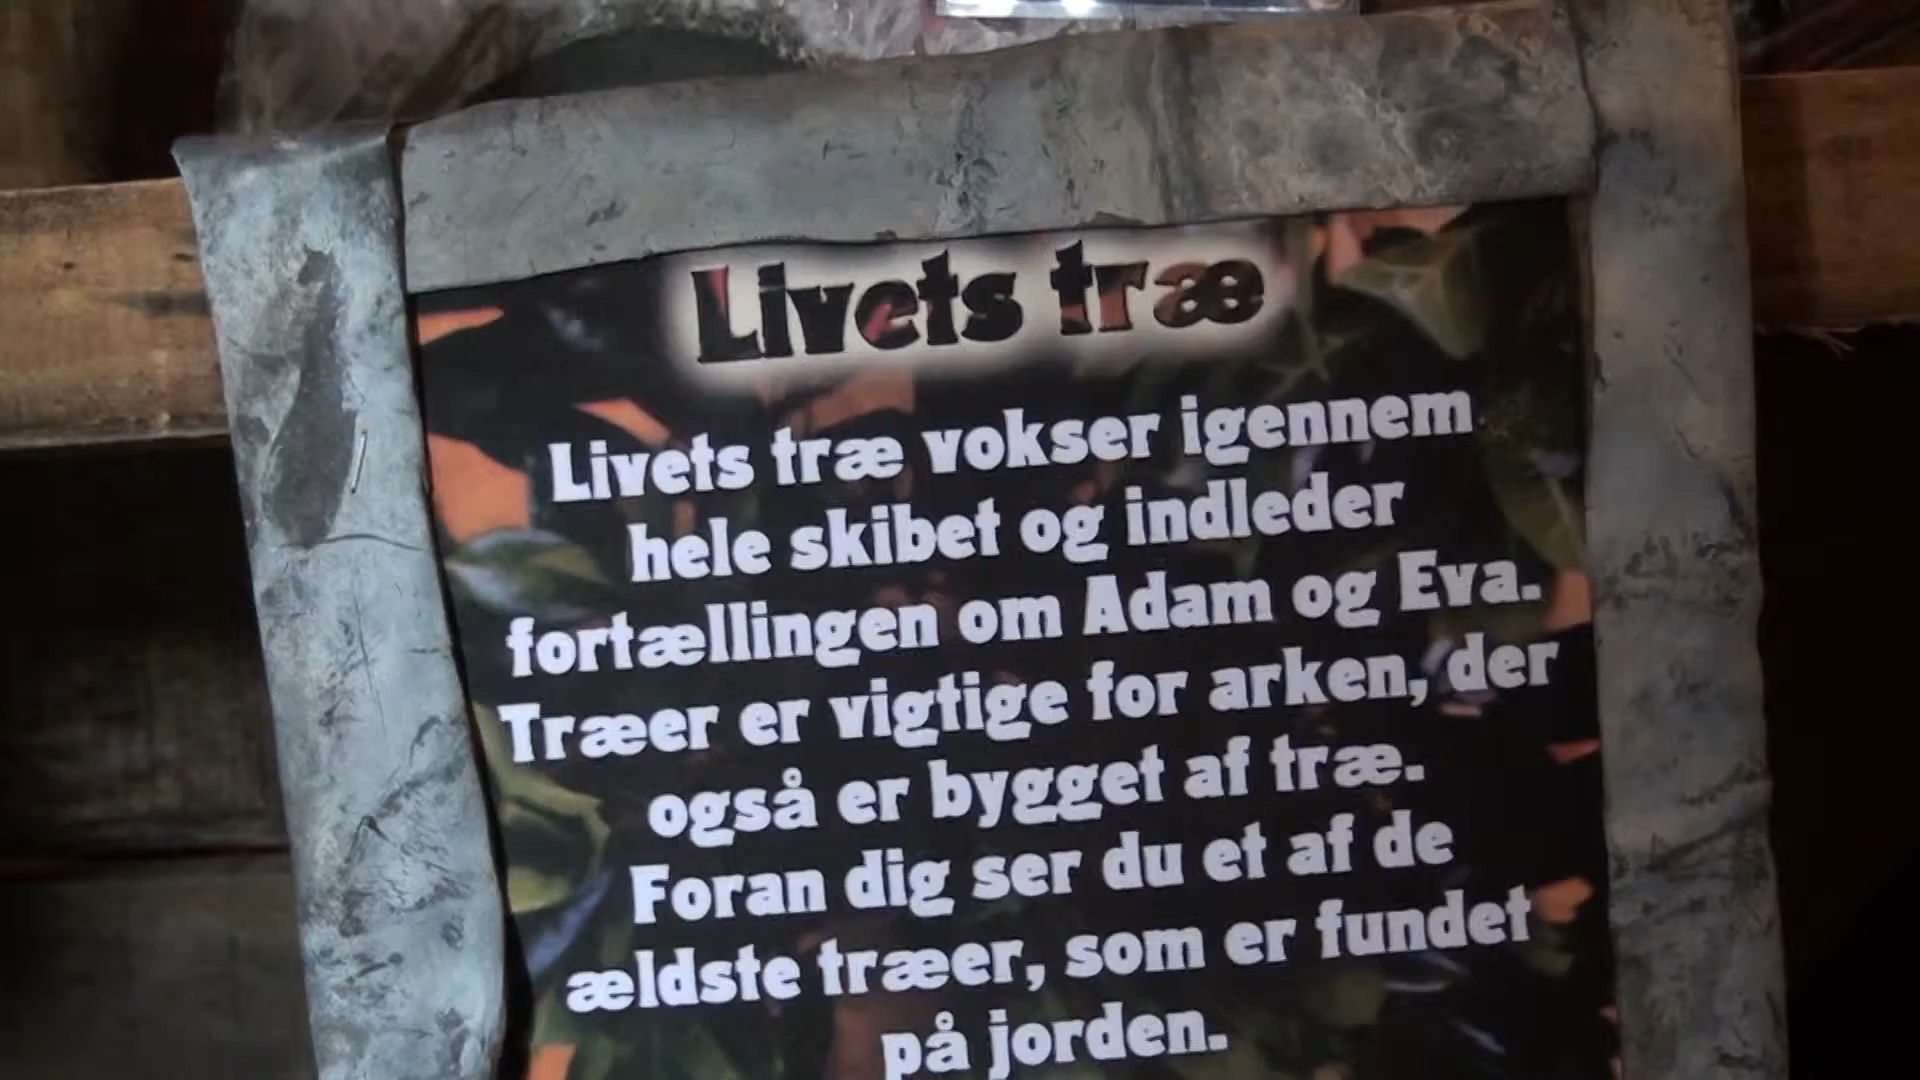 Livets træ
Livets træ vokser igennem
hele skibet og indleder
fortællingen om Adam og Eva.
Træer er vigtige for arken, der
også er bygget af træ.
Foran dig ser du et af de
ældste træer, som er fundet
på jorden.